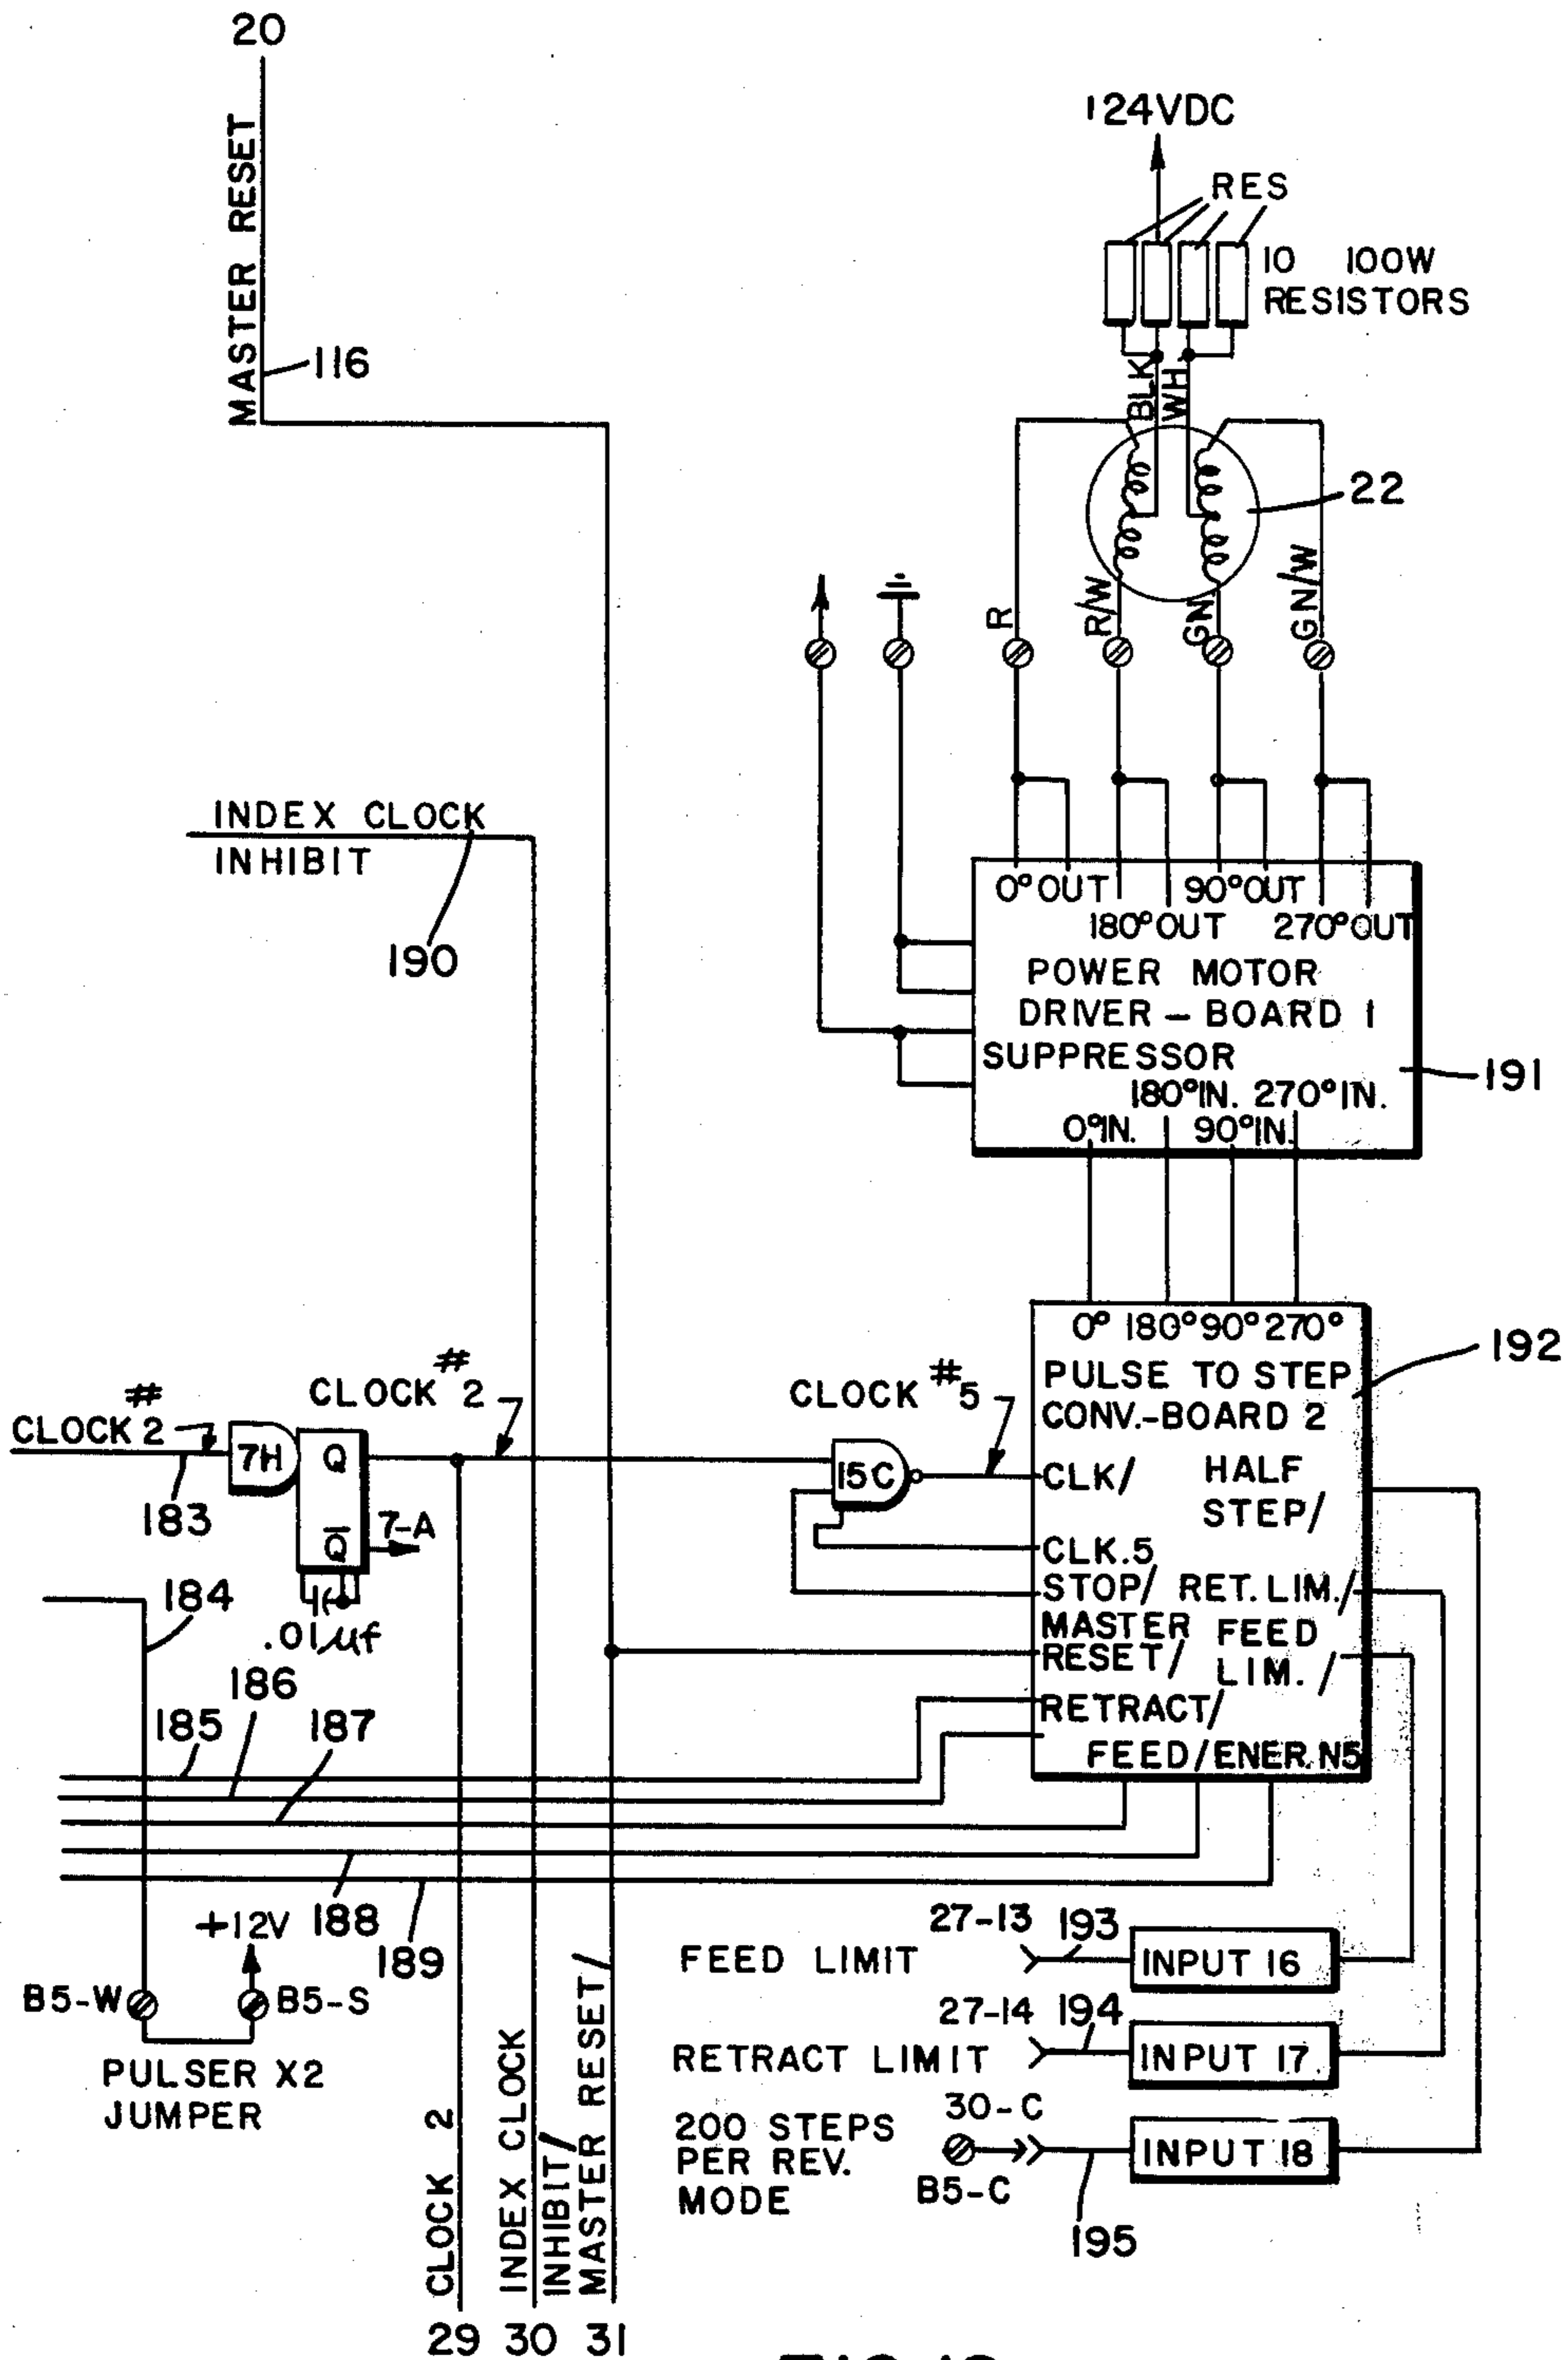 20
MASTER RESET
116
124VDC
RES
10 100W
RESISTORS
BLK
WH.
22
R
R/W
GN
GN/W
INDEX CLOCK
INHIBIT
190
0° OUT
90° OUT
180° OUT
270° OUT
POWER MOTOR
DRIVER – BOARD 1
SUPPRESSOR
180° IN. 270° IN.
0° IN. 90° IN.
191
0° 180° 90° 270°
PULSE TO STEP
CONV.-BOARD 2
192
CLK/
HALF
STEP/
CLK.5
STOP/ RET. LIM./
MASTER
RESET/
FEED
LIM. /
RETRACT/
FEED/ENER. N5
CLOCK #2
183
7H
Q
Q̅
7-A
.01µf
CLOCK #2
CLOCK #5
15C
184
185
186
187
188
189
+12V
B5-W
B5-S
PULSER X2
JUMPER
FEED LIMIT
27-13
193
INPUT 16
RETRACT LIMIT
27-14
194
INPUT 17
200 STEPS
PER REV.
MODE
30-C
B5-C
195
INPUT 18
CLOCK 2
INDEX CLOCK
INHIBIT/
MASTER RESET/
29 30 31